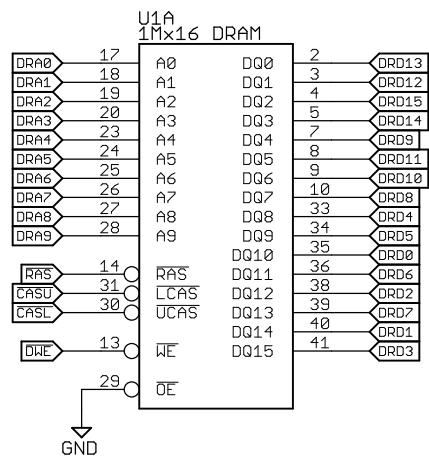 U1A
1Mx16 DRAM
DRA0 17 A0 DQ0 2 DRD13
DRA1 18 A1 DQ1 3 DRD12
DRA2 19 A2 DQ2 4 DRD15
DRA3 20 A3 DQ3 5 DRD14
DRA4 23 A4 DQ4 7 DRD9
DRA5 24 A5 DQ5 8 DRD11
DRA6 25 A6 DQ6 9 DRD10
DRA7 26 A7 DQ7 10 DRD8
DRA8 27 A8 DQ8 33 DRD4
DRA9 28 A9 DQ9 34 DRD5
DQ10 35 DRD0
RAS 14 RAS DQ11 36 DRD6
CASU 31 LCAS DQ12 38 DRD2
CASL 30 UCAS DQ13 39 DRD7
DQ14 40 DRD1
DWE 13 WE DQ15 41 DRD3
29 OE
GND